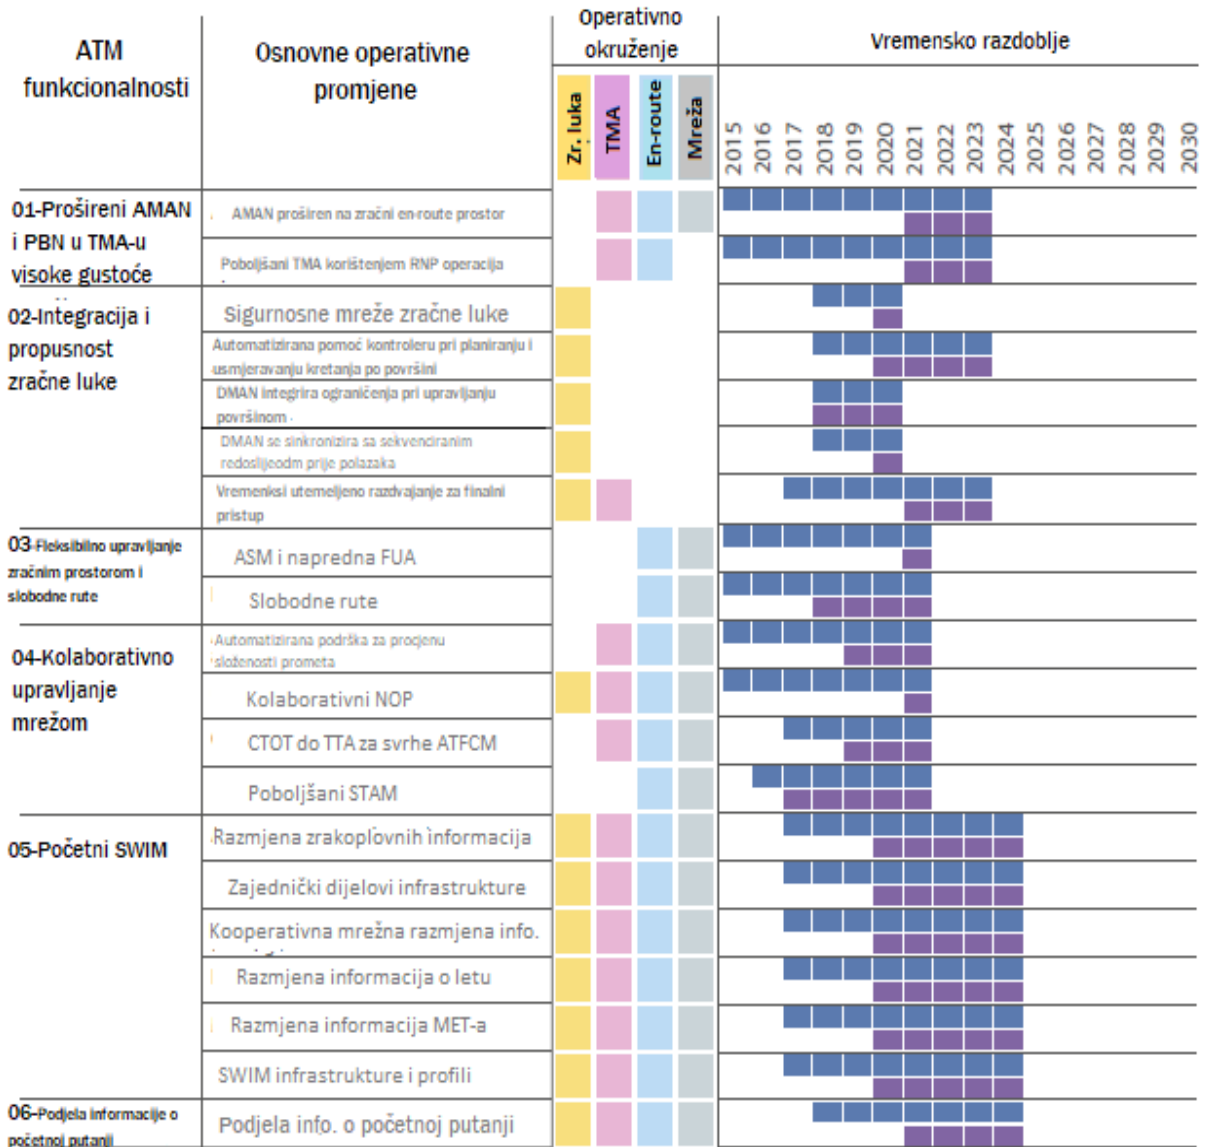 ATM
funkcionalnosti
Osnovne operativne
promjene
Operativno
okruženje
Vremensko razdoblje
Zr. luka
TMA
En-route
Mreža
2015
2016
2017
2018
2019
2020
2021
2022
2023
2024
2025
2026
2027
2028
2029
2030
01-Prošireni AMAN
i PBN u TMA-u
visoke gustoće
AMAN proširen na zračni en-route prostor
Poboljšani TMA korištenjem RNP operacija
02-Integracija i
propusnost
zračne luke
Sigurnosne mreže zračne luke
Automatizirana pomoć kontroleru pri planiranju i
usmjeravanju kretanja po površini
DMAN integrira ograničenja pri upravljanju
površinom
DMAN se sinkronizira sa sekvenciranim
redoslijeodm prije polazaka
Vremenksi utemeljeno razdvajanje za finalni
pristup
03-Fleksibilno upravljanje
zračnim prostorom i
slobodne rute
ASM i napredna FUA
Slobodne rute
04-Kolaborativno
upravljanje
mrežom
Automatizirana podrška za procjenu
složenosti prometa
Kolaborativni NOP
CTOT do TTA za svrhe ATFCM
Poboljšani STAM
05-Početni SWIM
Razmjena zrakoplovnih informacija
Zajednički dijelovi infrastrukture
Kooperativna mrežna razmjena info.
Razmjena informacija o letu
Razmjena informacija MET-a
SWIM infrastrukture i profili
06-Podjela informacije o
početnoj putanji
Podjela info. o početnoj putanji